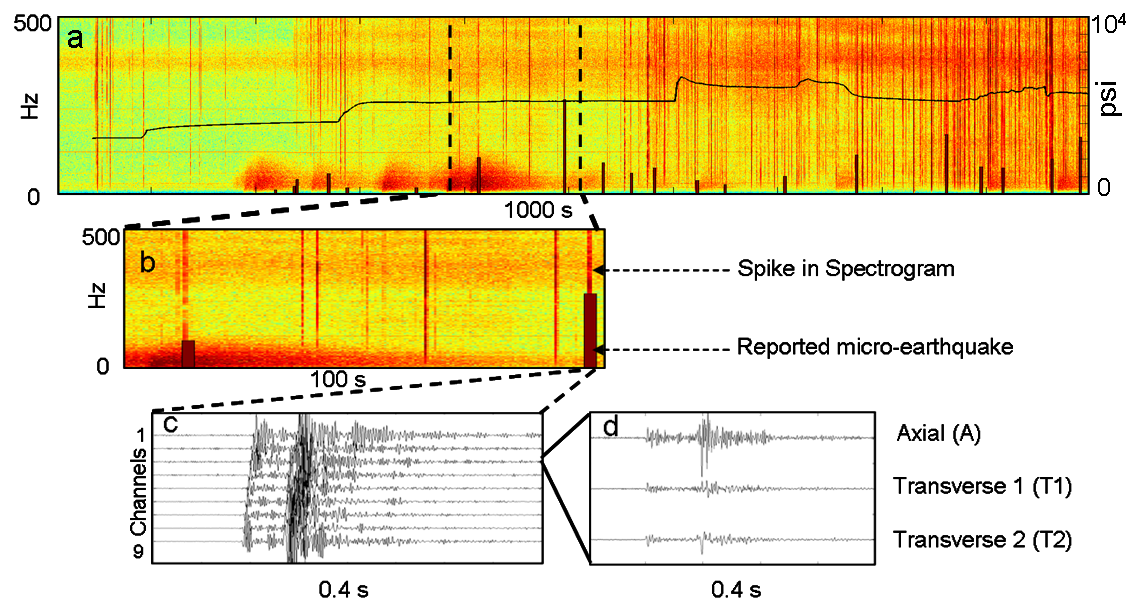 500
a
Hz
0
10⁴
psi
0
1000 s
500
b
Hz
0
100 s
Spike in Spectrogram
Reported micro-earthquake
c
1
Channels
9
0.4 s
d
Axial (A)
Transverse 1 (T1)
Transverse 2 (T2)
0.4 s